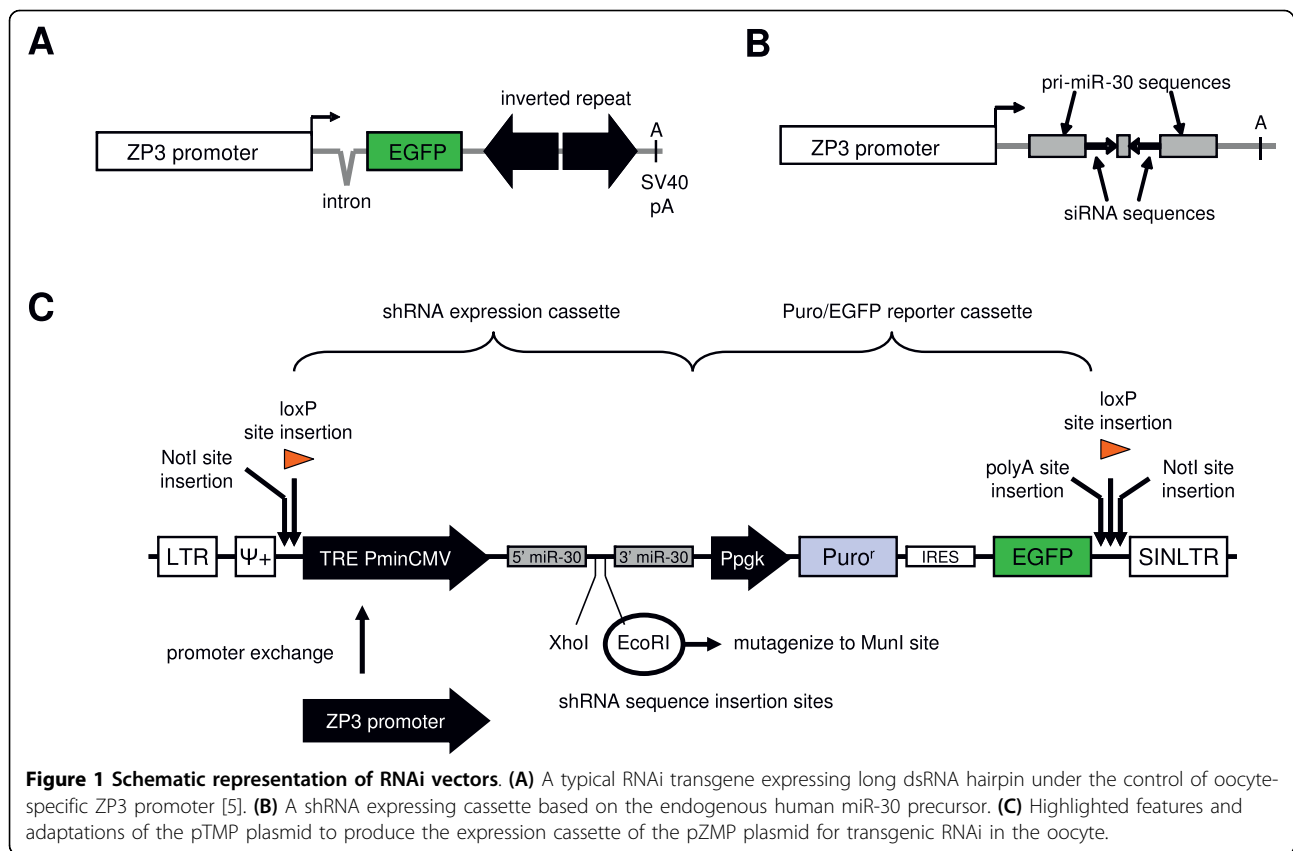 A
inverted repeat
ZP3 promoter
EGFP
A
intron
SV40
pA
B
pri-miR-30 sequences
ZP3 promoter
A
siRNA sequences
C
shRNA expression cassette
Puro/EGFP reporter cassette
loxP
site insertion
NotI site
insertion
loxP
site insertion
polyA site
insertion
NotI site
insertion
LTR
Ψ+
TRE PminCMV
5' miR-30
3' miR-30
Ppgk
Puroʳ
IRES
EGFP
SINLTR
promoter exchange
XhoI
EcoRI
mutagenize to MunI site
shRNA sequence insertion sites
ZP3 promoter
Figure 1 Schematic representation of RNAi vectors. (A) A typical RNAi transgene expressing long dsRNA hairpin under the control of oocyte-
specific ZP3 promoter [5]. (B) A shRNA expressing cassette based on the endogenous human miR-30 precursor. (C) Highlighted features and
adaptations of the pTMP plasmid to produce the expression cassette of the pZMP plasmid for transgenic RNAi in the oocyte.